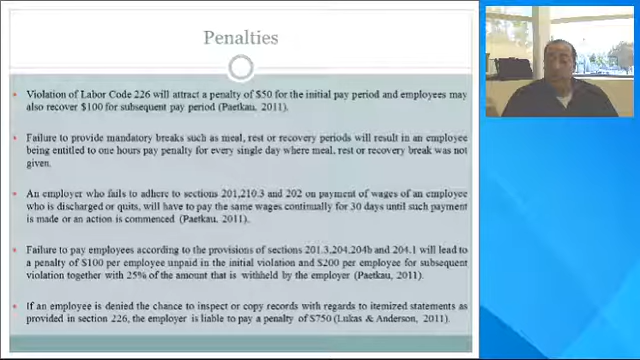 Penalties
Violation of Labor Code 226 will attract a penalty of $50 for the initial pay period and employees may
also recover $100 for subsequent pay period (Paetkau, 2011).
Failure to provide mandatory breaks such as meal, rest or recovery periods will result in an employee
being entitled to one hours pay penalty for every single day where meal, rest or recovery break was not
given.
An employer who fails to adhere to sections 201,210.3 and 202 on payment of wages of an employee
who is discharged or quits, will have to pay the same wages continually for 30 days until such payment
is made or an action is commenced (Paetkau, 2011).
Failure to pay employees according to the provisions of sections 201.3,204,204b and 204.1 will lead to
a penalty of $100 per employee unpaid in the initial violation and $200 per employee for subsequent
violation together with 25% of the amount that is withheld by the employer (Paetkau, 2011).
If an employee is denied the chance to inspect or copy records with regards to itemized statements as
provided in section 226, the employer is liable to pay a penalty of $750 (Lukas & Anderson, 2011).